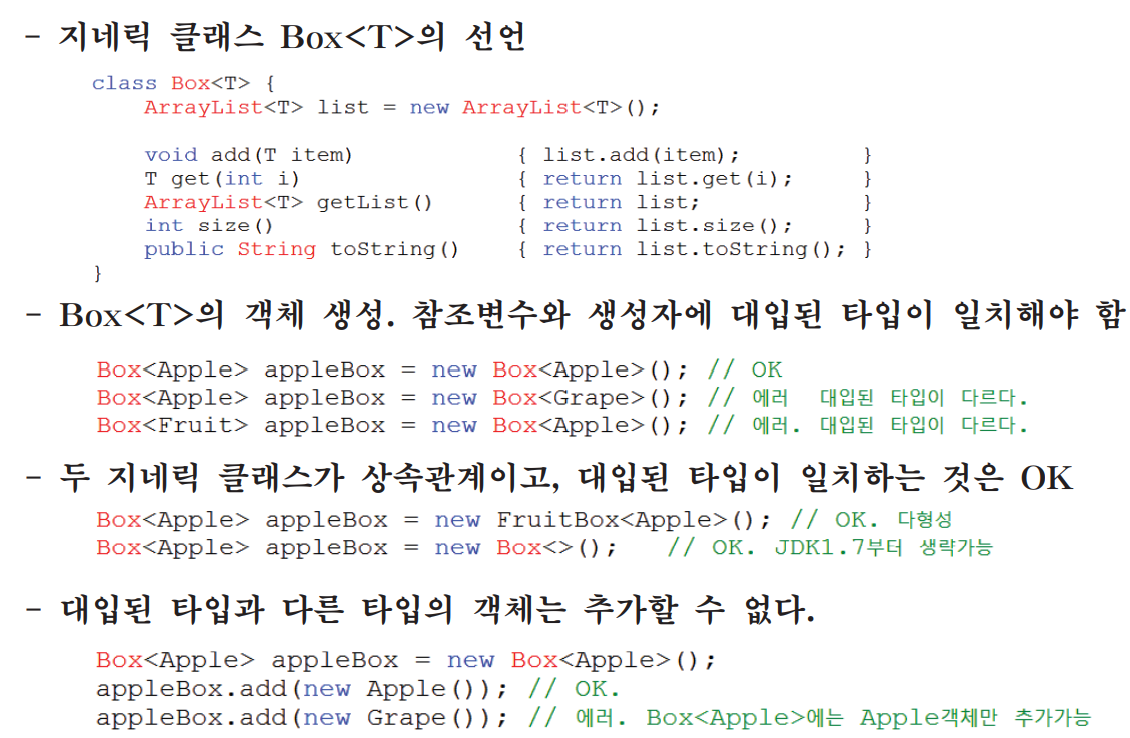 - 지네릭 클래스 Box<T>의 선언
class Box<T> {
    ArrayList<T> list = new ArrayList<T>();
    void add(T item)             { list.add(item);         }
    T get(int i)                 { return list.get(i);     }
    ArrayList<T> getList()       { return list;            }
    int size()                   { return list.size();     }
    public String toString()     { return list.toString(); }
}
- Box<T>의 객체 생성. 참조변수와 생성자에 대입된 타입이 일치해야 함
Box<Apple> appleBox = new Box<Apple>(); // OK
Box<Apple> appleBox = new Box<Grape>(); // 에러  대입된 타입이 다르다.
Box<Fruit> appleBox = new Box<Apple>(); // 에러. 대입된 타입이 다르다.
- 두 지네릭 클래스가 상속관계이고, 대입된 타입이 일치하는 것은 OK
Box<Apple> appleBox = new FruitBox<Apple>(); // OK. 다형성
Box<Apple> appleBox = new Box<>();    // OK. JDK1.7부터 생략가능
- 대입된 타입과 다른 타입의 객체는 추가할 수 없다.
Box<Apple> appleBox = new Box<Apple>();
appleBox.add(new Apple()); // OK.
appleBox.add(new Grape()); // 에러. Box<Apple>에는 Apple객체만 추가가능